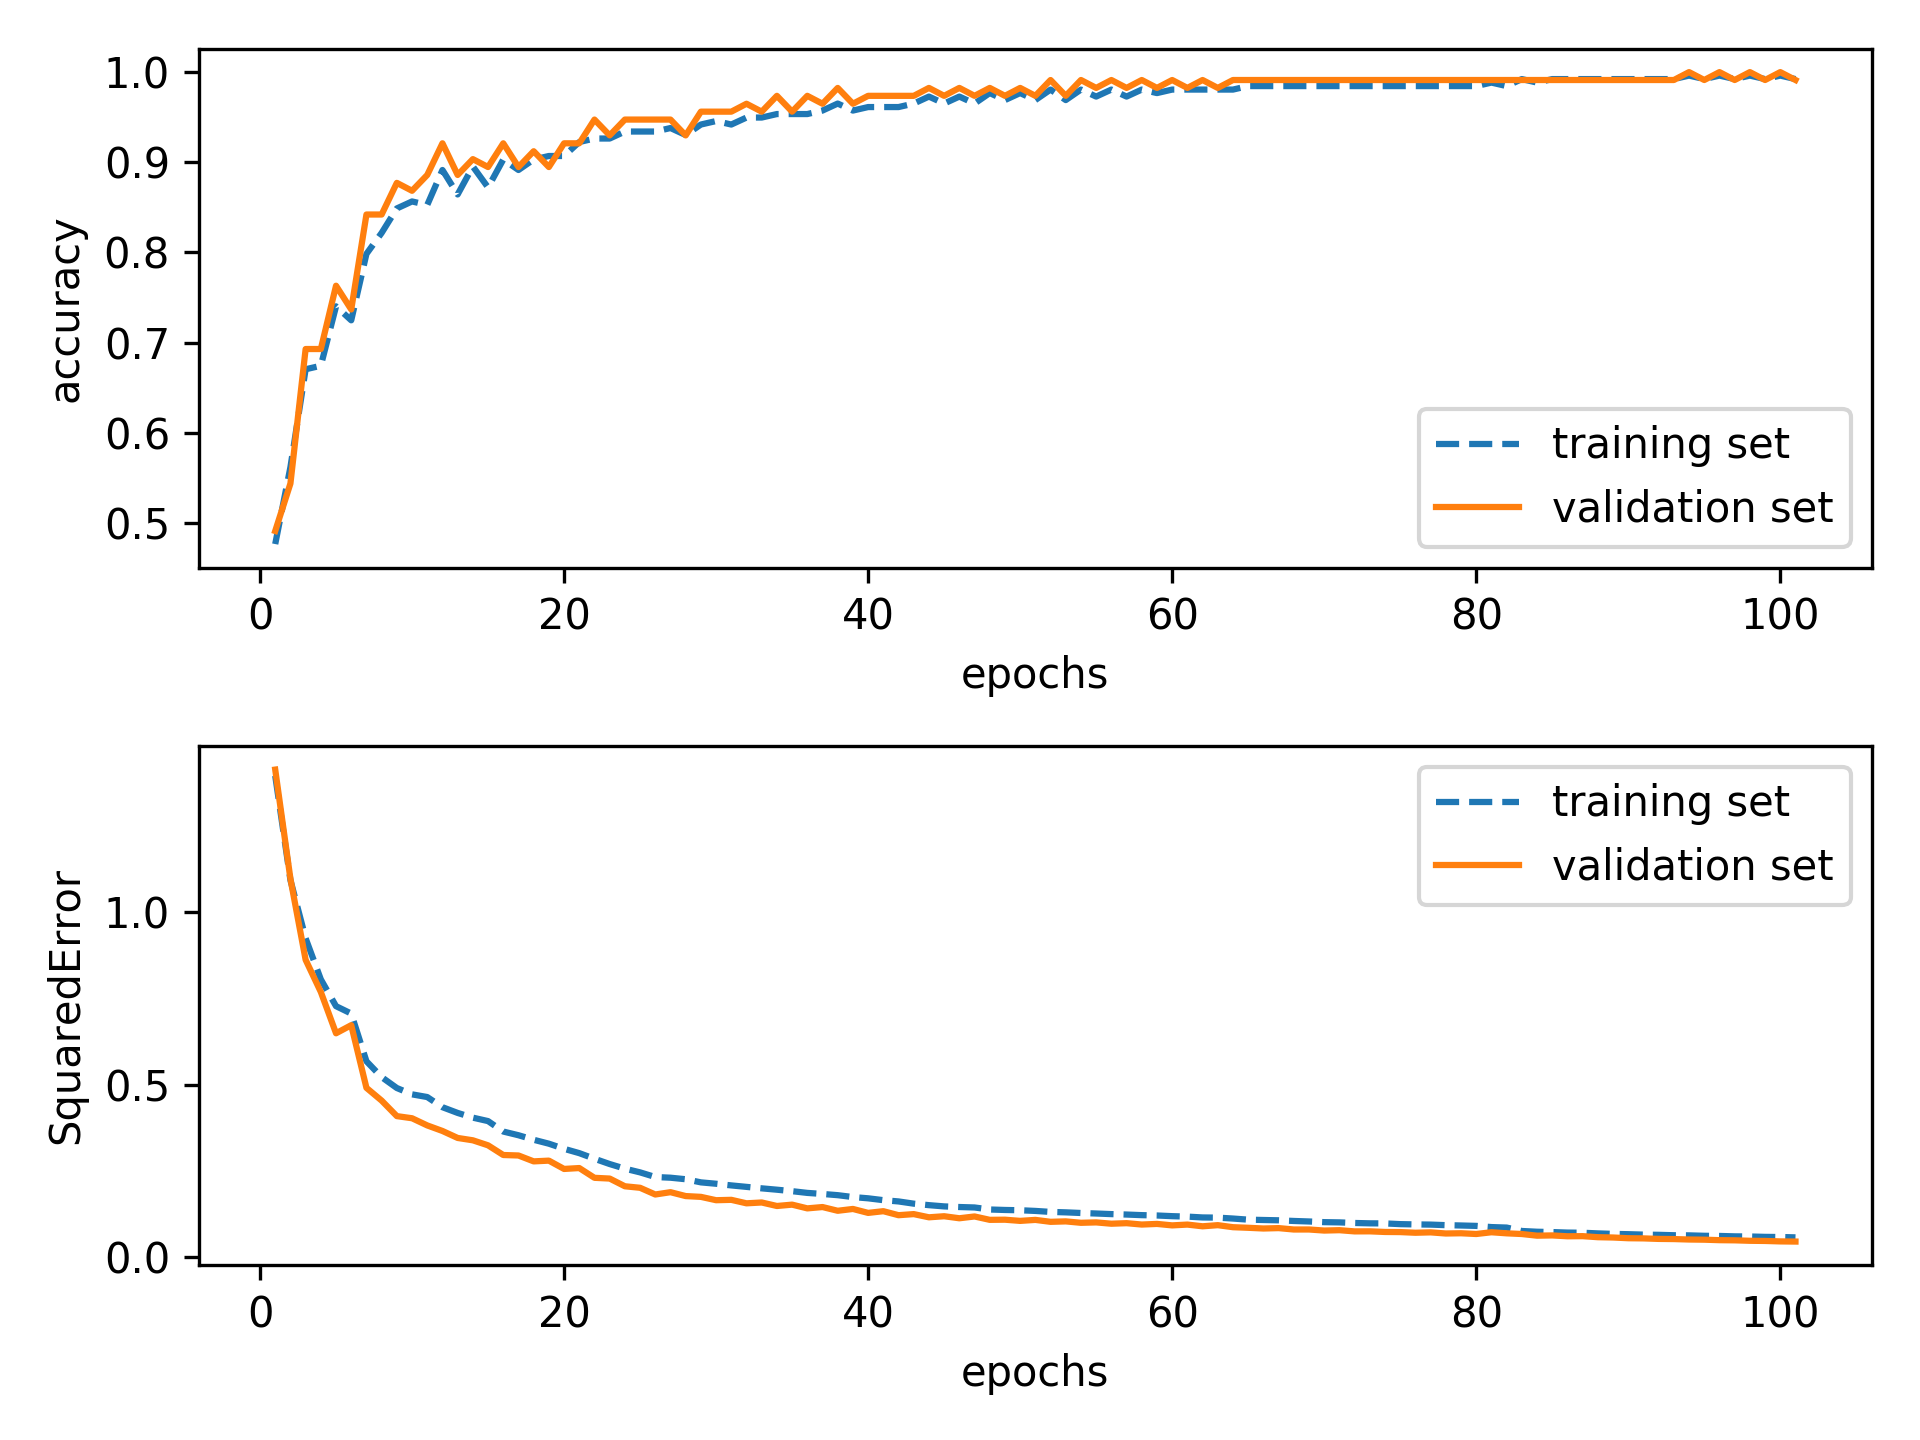 1.0
0.9
0.8
0.7
0.6
0.5
accuracy
training set
validation set
0 20 40 60 80 100
epochs
training set
validation set
1.0
0.5
0.0
SquaredError
0 20 40 60 80 100
epochs